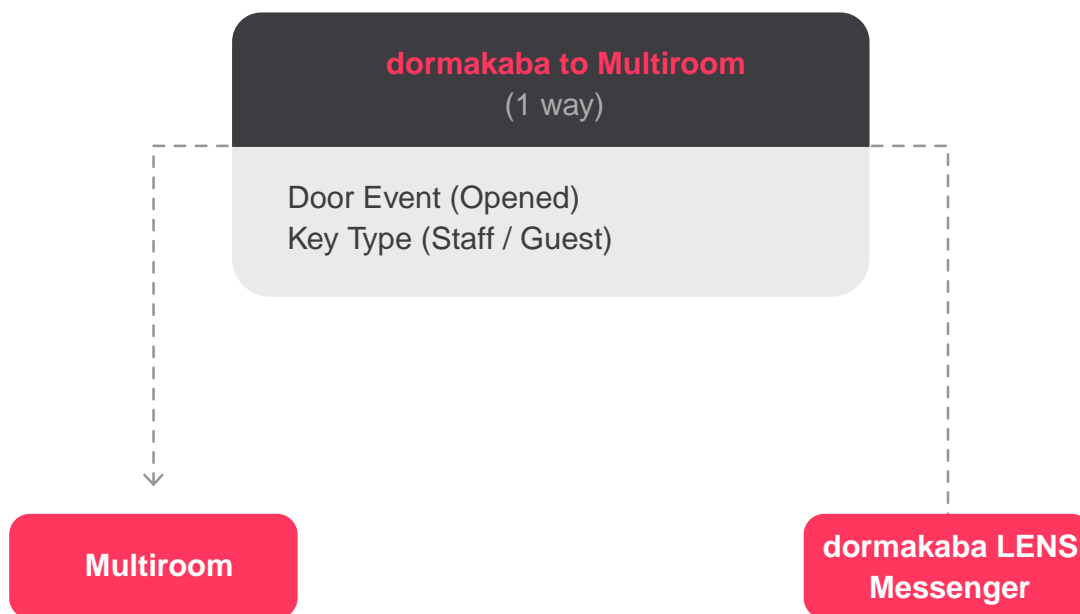 dormakaba to Multiroom
(1 way)
Door Event (Opened)
Key Type (Staff / Guest)
Multiroom
dormakaba LENS
Messenger